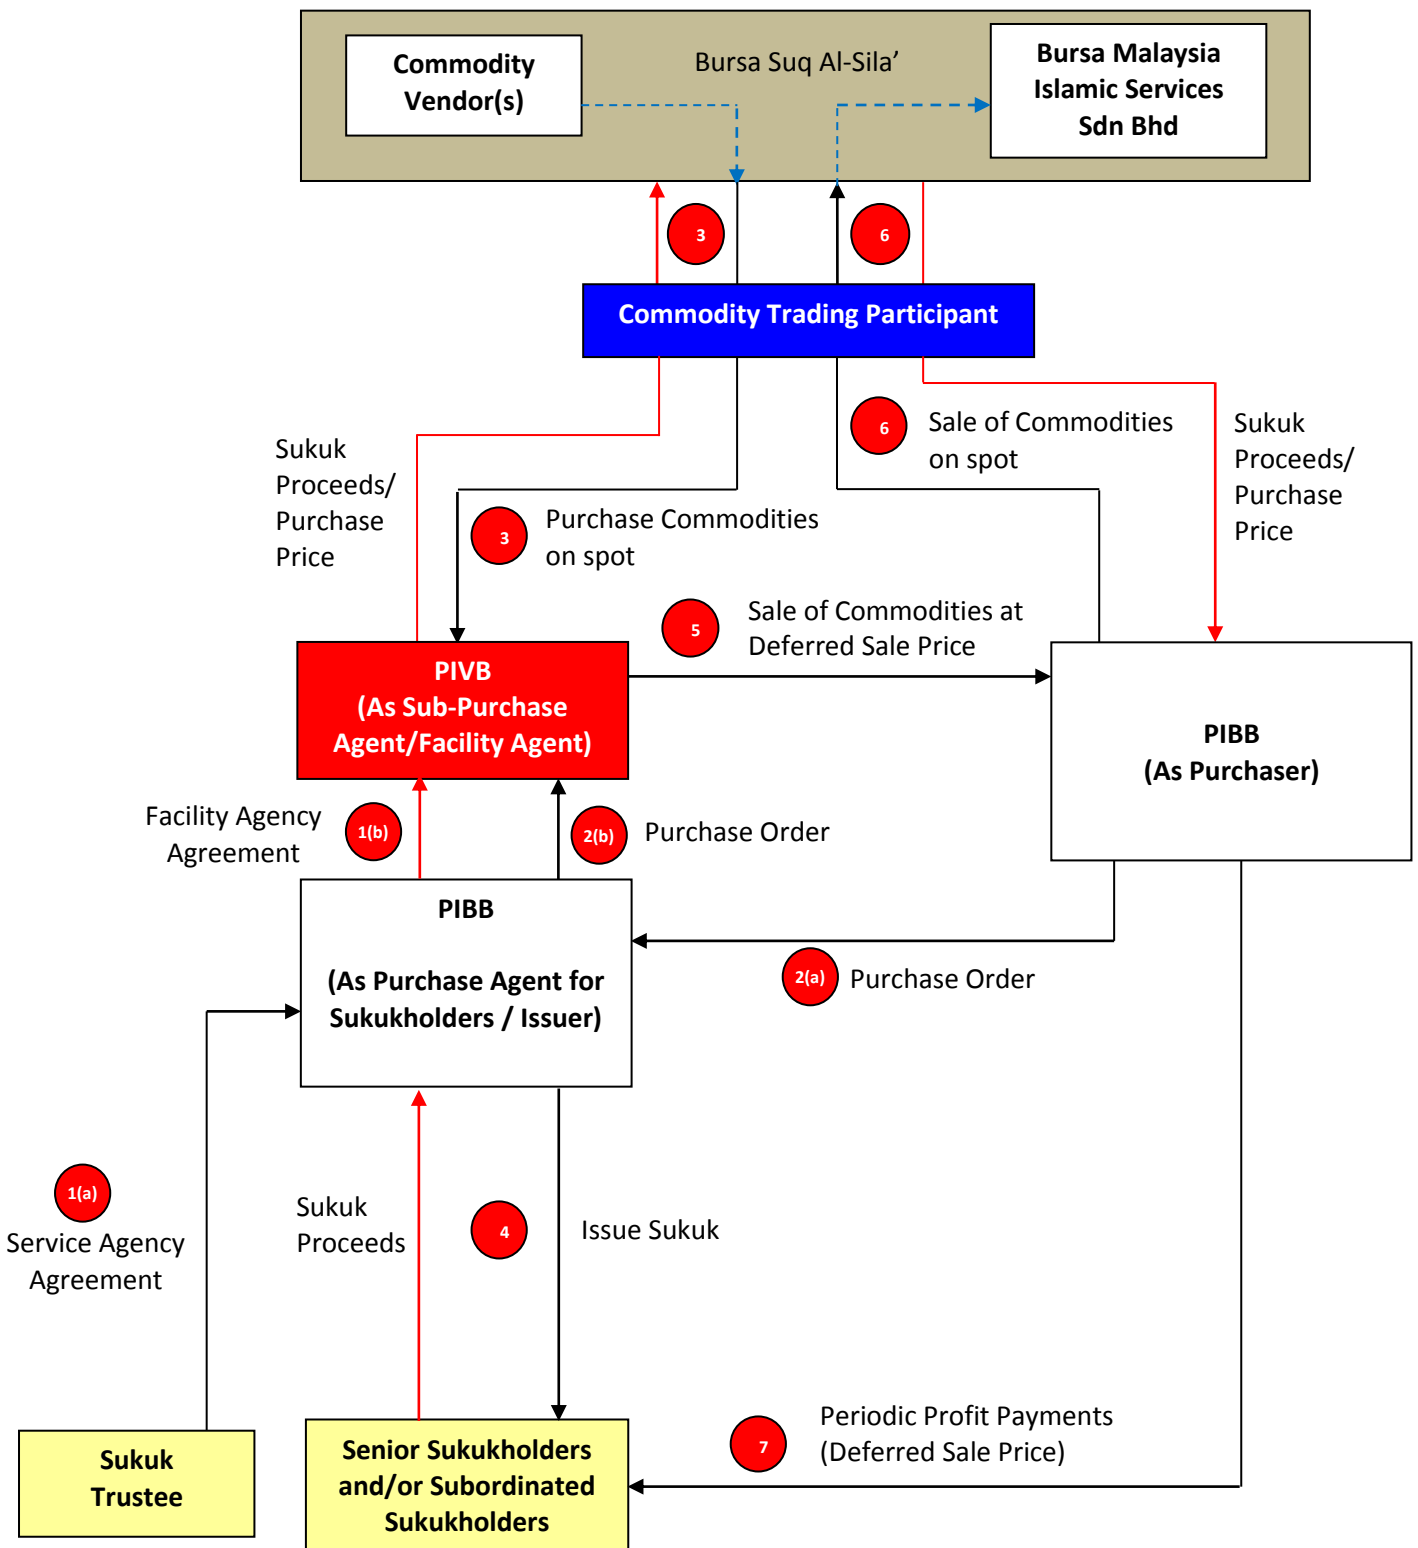 Commodity
Vendor(s)
Bursa Suq Al-Sila’
Bursa Malaysia
Islamic Services
Sdn Bhd
3
6
Commodity Trading Participant
Sukuk
Proceeds/
Purchase
Price
3
Purchase Commodities
on spot
6
Sale of Commodities
on spot
Sukuk
Proceeds/
Purchase
Price
5
Sale of Commodities at
Deferred Sale Price
PIVB
(As Sub-Purchase
Agent/Facility Agent)
PIBB
(As Purchaser)
Facility Agency
Agreement
1(b)
2(b)
Purchase Order
PIBB
(As Purchase Agent for
Sukukholders / Issuer)
2(a)
Purchase Order
1(a)
Service Agency
Agreement
Sukuk
Proceeds
4
Issue Sukuk
Sukuk
Trustee
Senior Sukukholders
and/or Subordinated
Sukukholders
7
Periodic Profit Payments
(Deferred Sale Price)